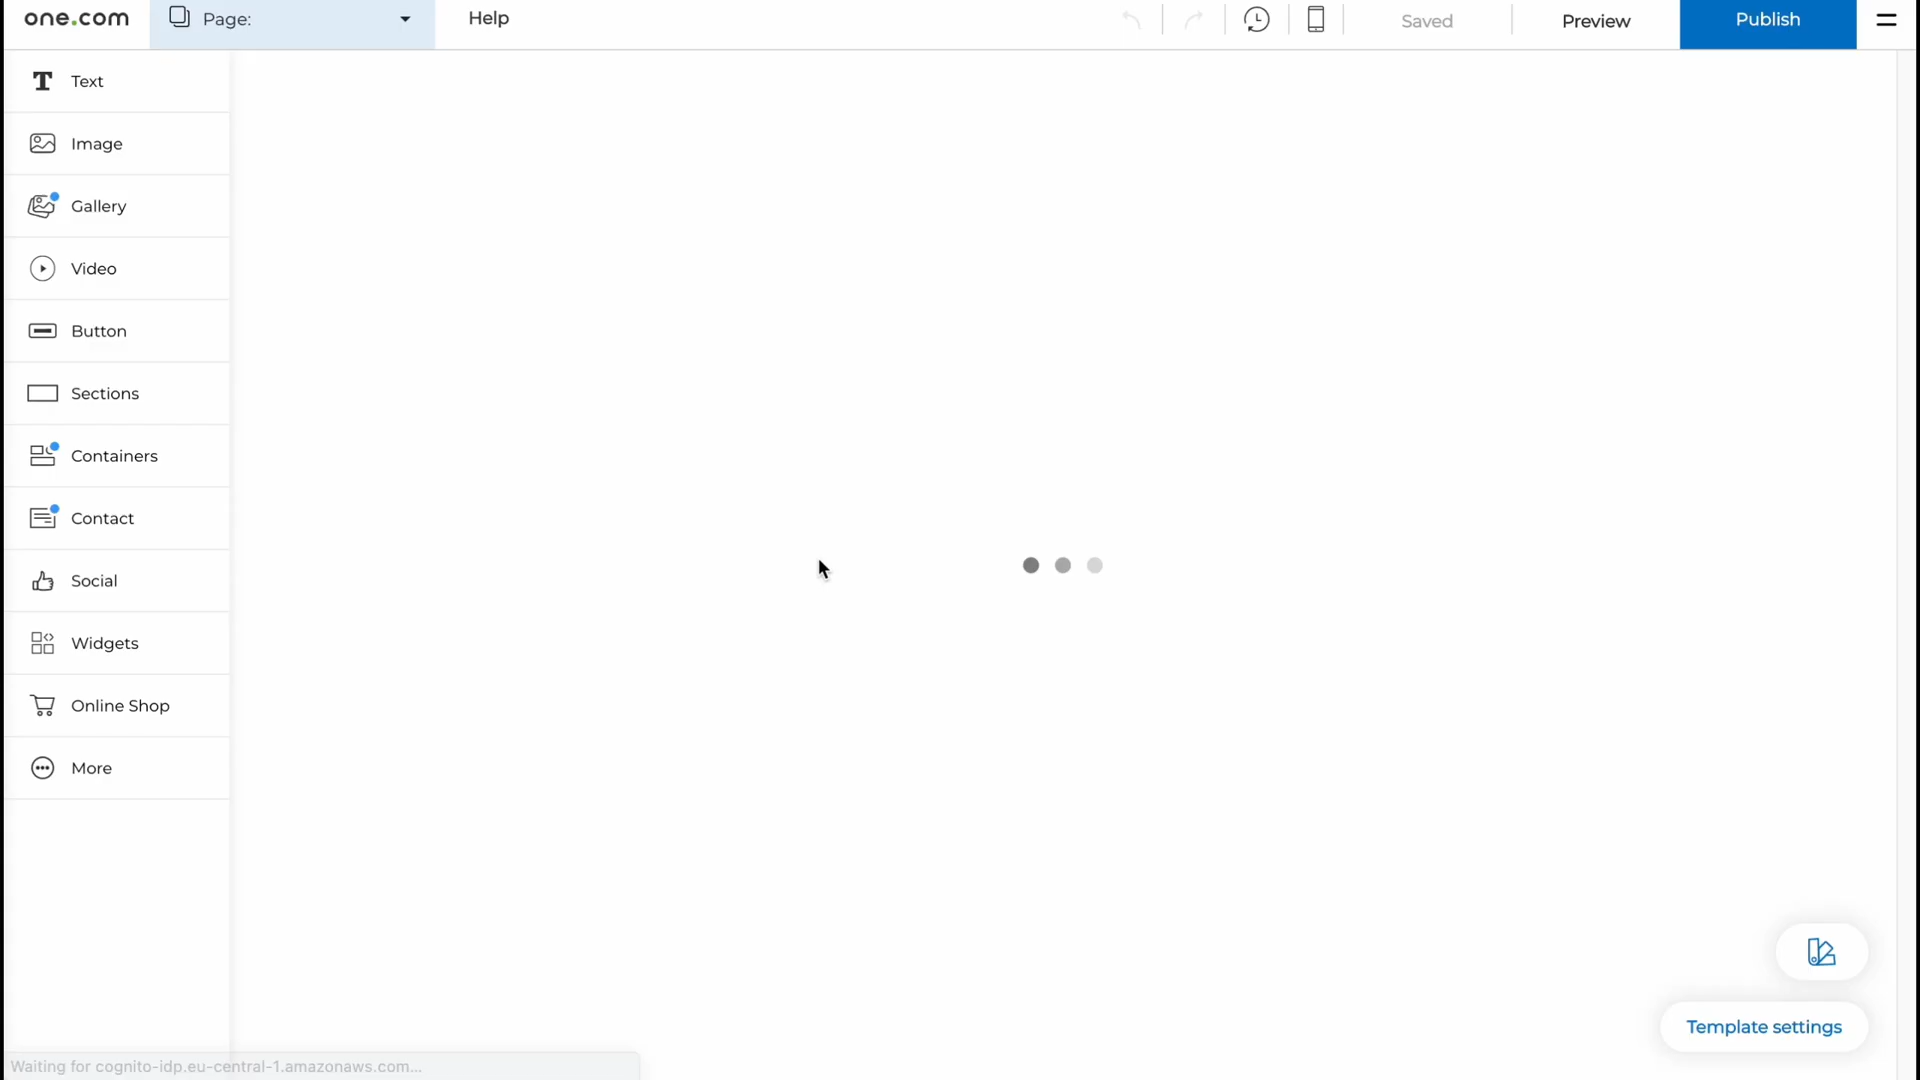 one.com
Page:
Help
Saved
Preview
Publish
Text
Image
Gallery
Video
Button
Sections
Containers
Contact
Social
Widgets
Online Shop
More
Template settings
Waiting for cognito-idp.eu-central-1.amazonaws.com...